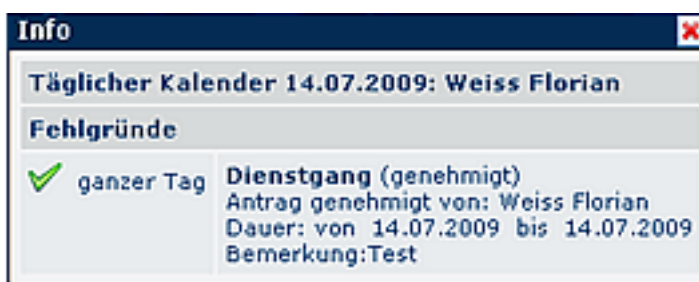 Info
Täglicher Kalender 14.07.2009: Weiss Florian
Fehlgründe
ganzer Tag
Dienstgang (genehmigt)
Antrag genehmigt von: Weiss Florian
Dauer: von 14.07.2009 bis 14.07.2009
Bemerkung:Test